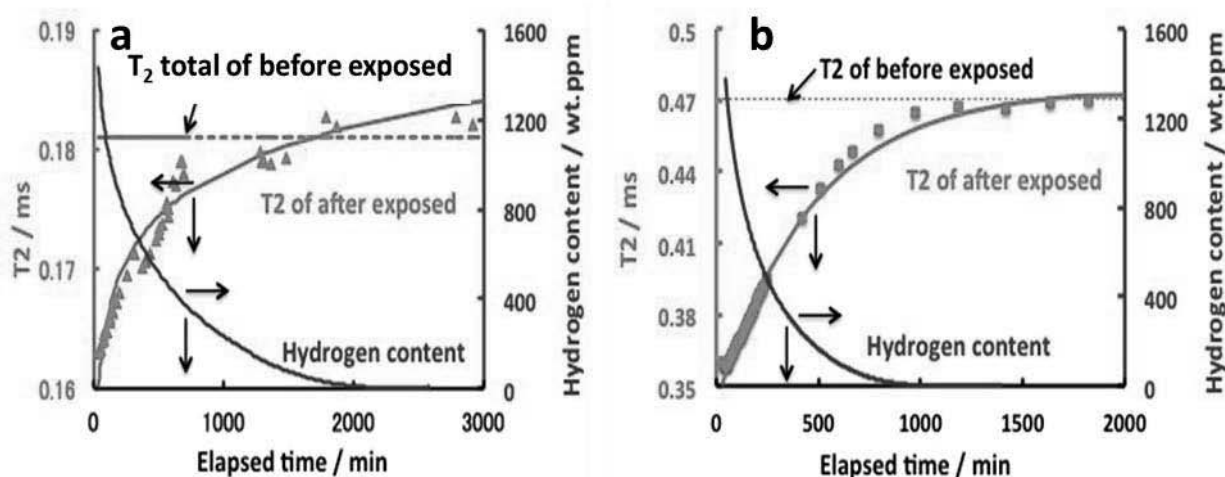 a
T₂ total of before exposed
T2 of after exposed
Hydrogen content
T2 / ms
0.19
0.18
0.17
0.16
Hydrogen content / wt.ppm
1600
1200
800
400
0
0 1000 2000 3000
Elapsed time / min
b
T2 of before exposed
T2 of after exposed
Hydrogen content
T2 / ms
0.5
0.47
0.44
0.41
0.38
0.35
Hydrogen content / wt.ppm
1600
1200
800
400
0
0 500 1000 1500 2000
Elapsed time / min